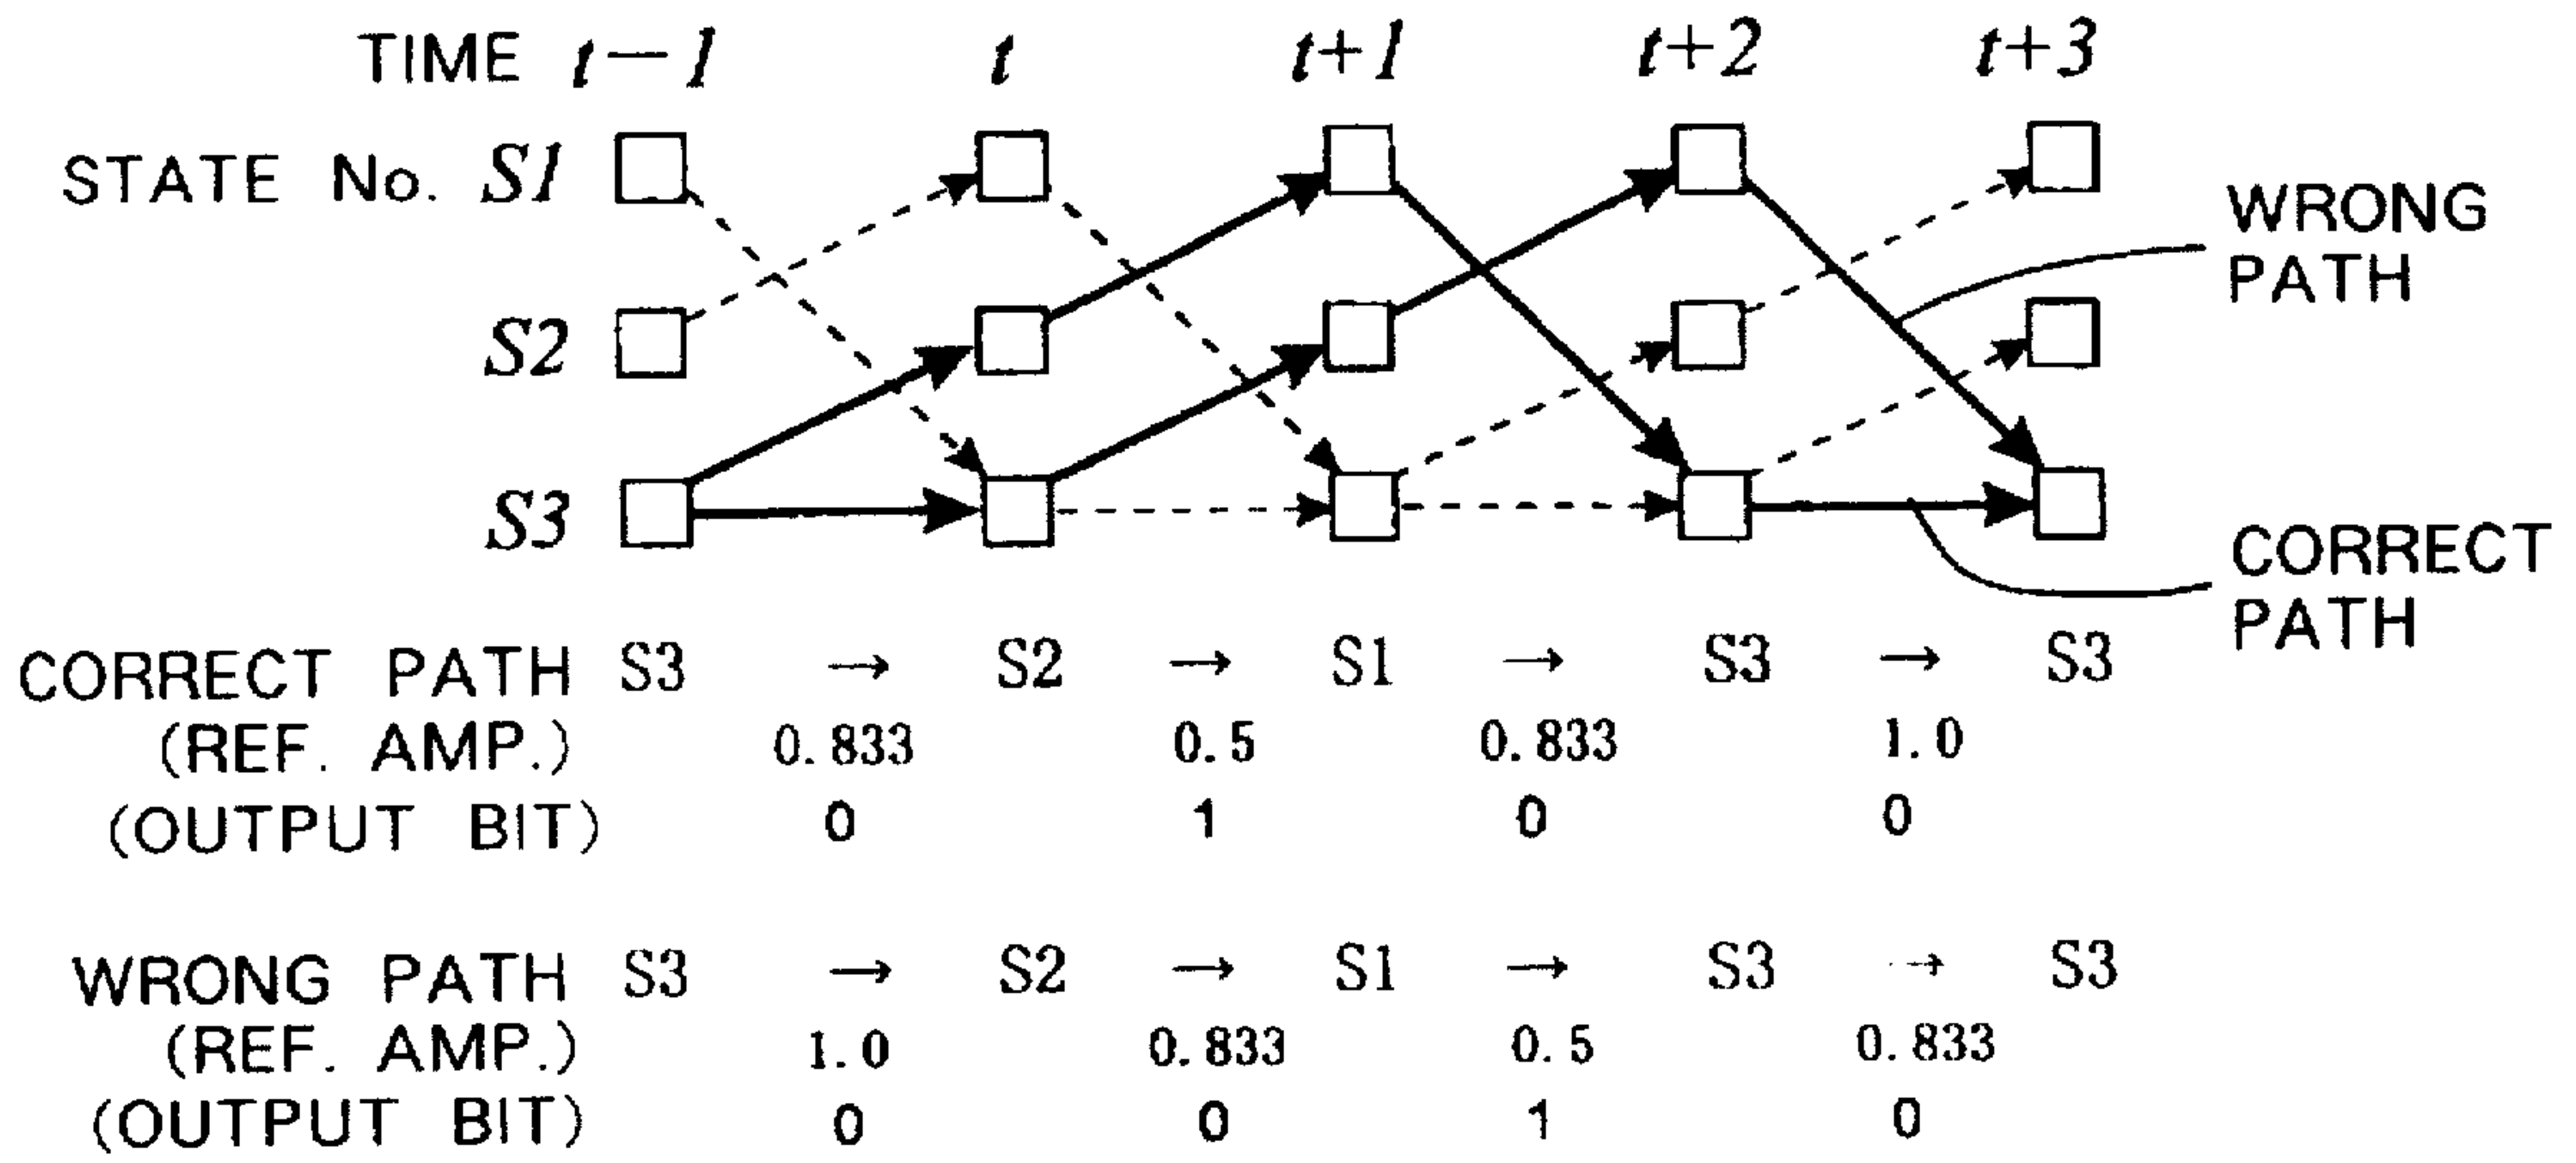 TIME t−1 t t+1 t+2 t+3
STATE No. S1
WRONG
PATH
S2
S3
CORRECT
PATH
CORRECT PATH S3 → S2 → S1 → S3 → S3
(REF. AMP.) 0.833 0.5 0.833 1.0
(OUTPUT BIT) 0 1 0 0
WRONG PATH S3 → S2 → S1 → S3 → S3
(REF. AMP.) 1.0 0.833 0.5 0.833
(OUTPUT BIT) 0 0 1 0